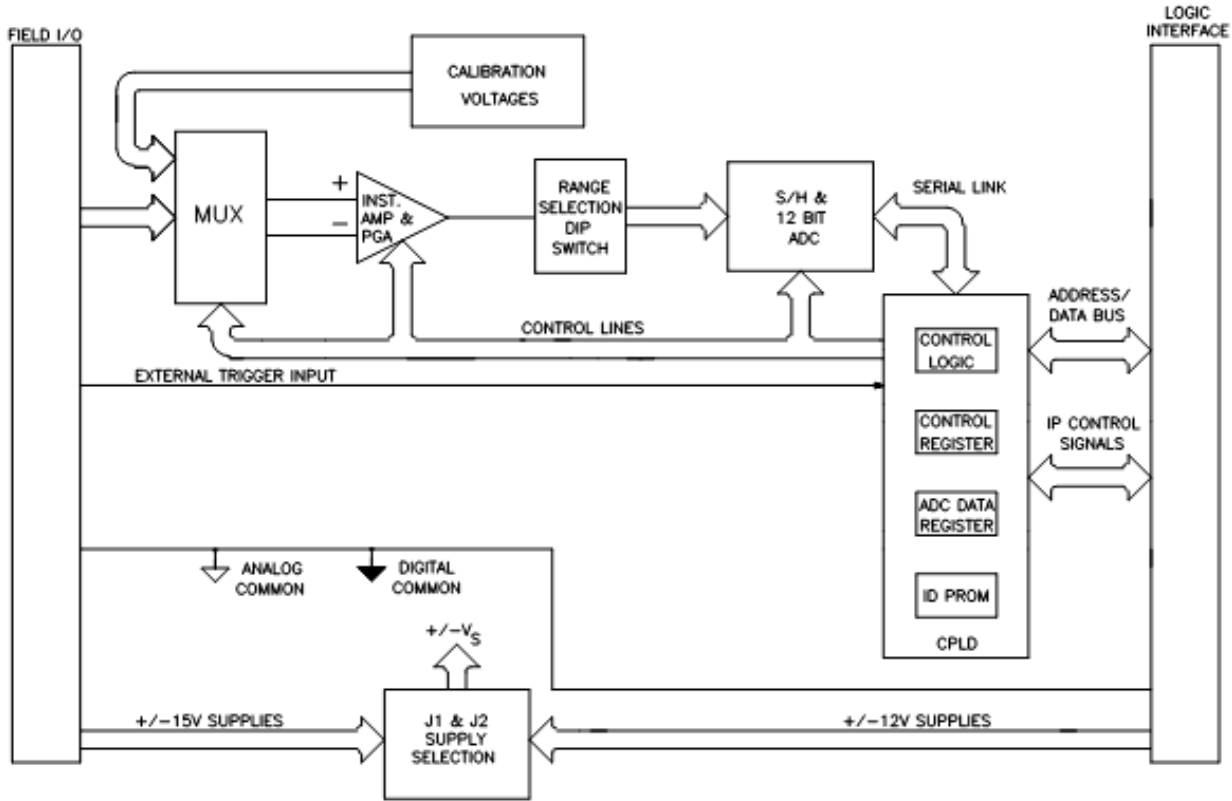 LOGIC
INTERFACE
FIELD I/O
CALIBRATION
VOLTAGES
MUX
+
−
INST.
AMP &
PGA
RANGE
SELECTION
DIP
SWITCH
S/H &
12 BIT
ADC
SERIAL LINK
ADDRESS/
DATA BUS
CONTROL LINES
CONTROL
LOGIC
EXTERNAL TRIGGER INPUT
CONTROL
REGISTER
IP CONTROL
SIGNALS
ADC DATA
REGISTER
ANALOG
COMMON
DIGITAL
COMMON
ID PROM
CPLD
+/−VS
+/−15V SUPPLIES
J1 & J2
SUPPLY
SELECTION
+/−12V SUPPLIES